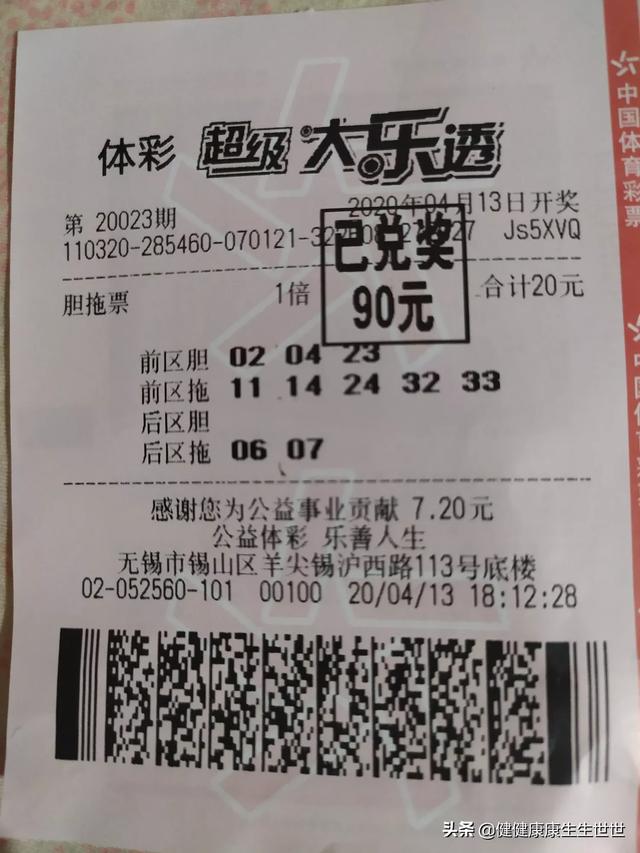 体彩 超级大乐透
第 20023期 2020年04月13日开奖
110320-285460-070121- Js5XVQ
已兑奖
90元
胆拖票 1倍 合计20元
前区胆 02 04 23
前区拖 11 14 24 32 33
后区胆
后区拖 06 07
感谢您为公益事业贡献 7.20元
公益体彩 乐善人生
无锡市锡山区羊尖锡沪西路113号底楼
02-052560-101 00100 20/04/13 18:12:28
中国体育彩票
头条 @健健康康生生世世